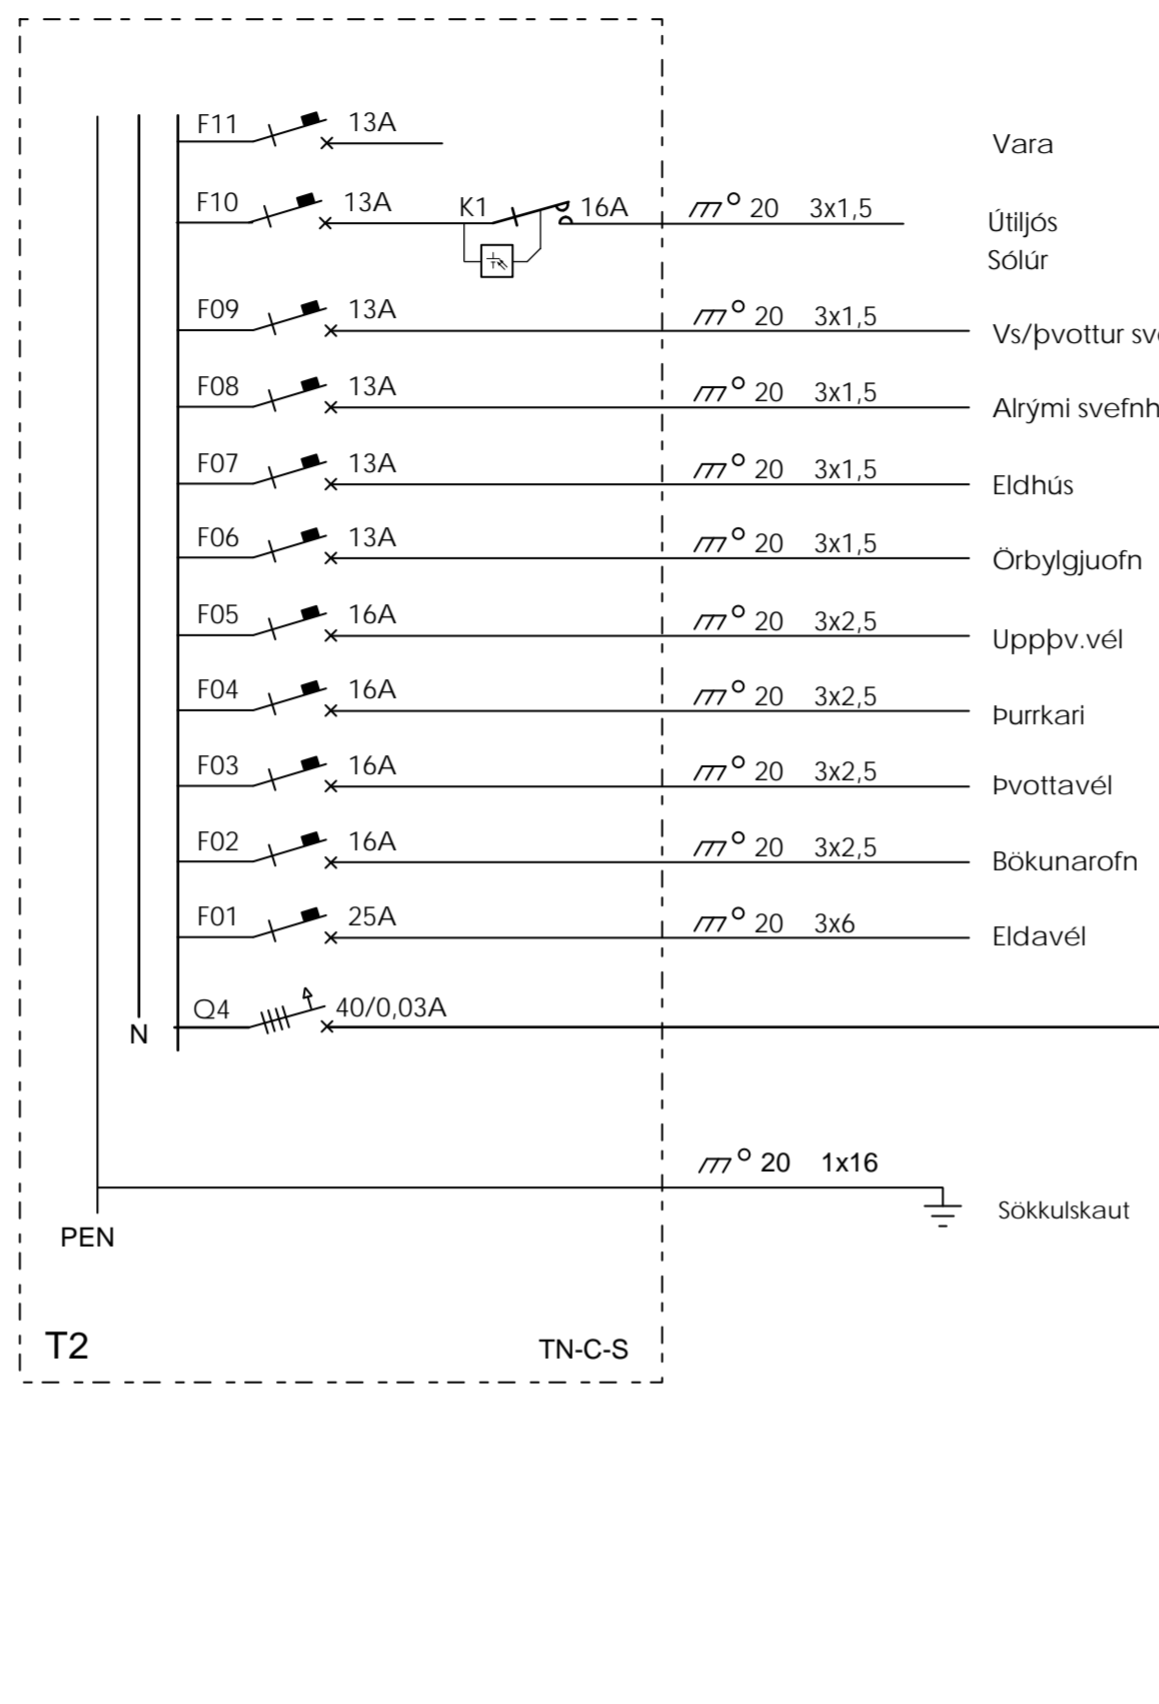 F11 13A Vara
F10 13A K1 16A 20 3x1,5 Útiljós
Sólúr
F09 13A 20 3x1,5 Vs/þvottur
F08 13A 20 3x1,5 Alrými
F07 13A 20 3x1,5 Eldhús
F06 13A 20 3x1,5 Örbylgjuofn
F05 16A 20 3x2,5 Uppþv.vél
F04 16A 20 3x2,5 Þurrkari
F03 16A 20 3x2,5 Þvottavél
F02 16A 20 3x2,5 Bökunarofn
F01 25A 20 3x6 Eldavél
Q4 40/0,03A
N
20 1x16
Sökkulskaut
PEN
T2 TN-C-S